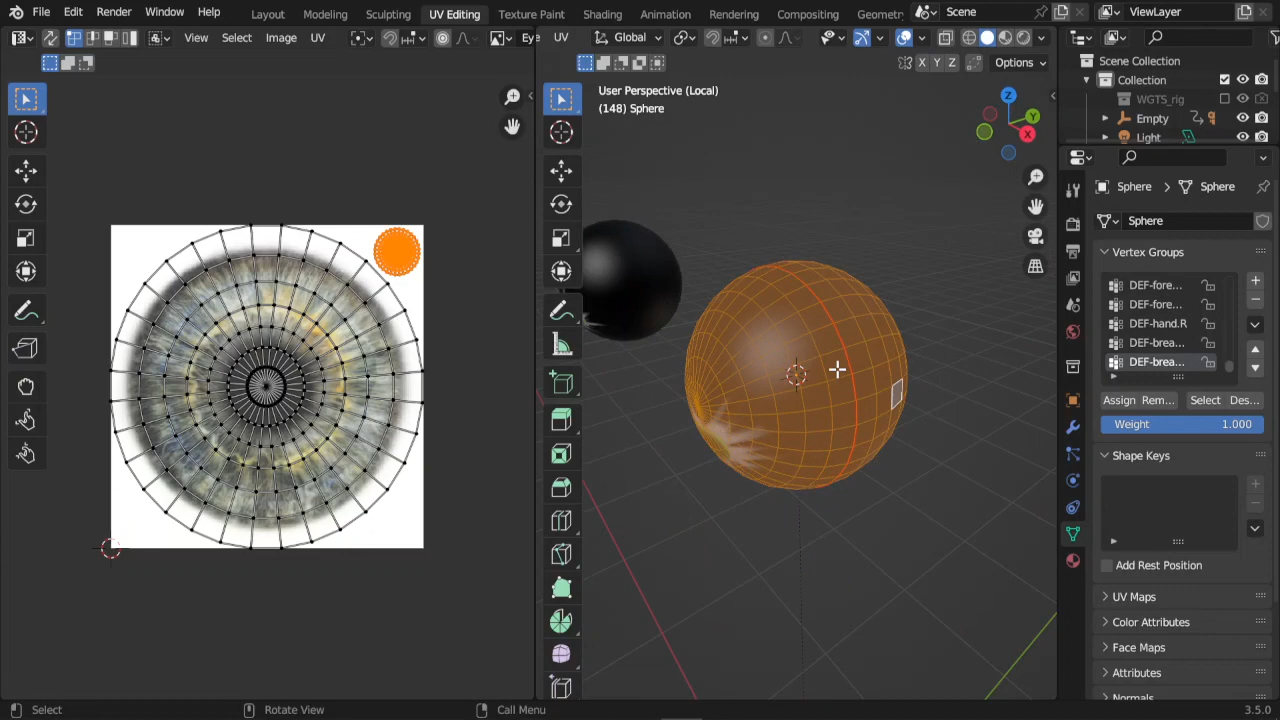 File Edit Render Window Help Layout Modeling Sculpting UV Editing Texture Paint Shading Animation Rendering Compositing Geometry Scene ViewLayer
View Select Image UV Eye UV Global
X Y Z Options
User Perspective (Local)
(148) Sphere
Z
Y
X
Scene Collection
Collection
WGTS_rig
Empty
Light
Sphere Sphere
Sphere
Vertex Groups
DEF-fore...
DEF-fore...
DEF-hand.R
DEF-brea...
DEF-brea...
Assign Rem... Select Des...
Weight 1.000
Shape Keys
Add Rest Position
UV Maps
Color Attributes
Face Maps
Attributes
Normals
Select Rotate View Call Menu 3.5.0